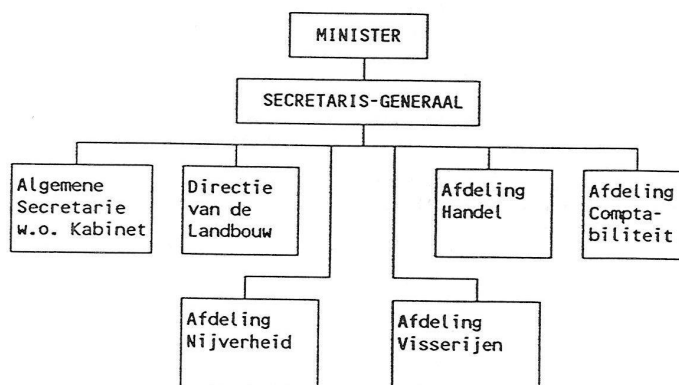 MINISTER
SECRETARIS-GENERAAL
Algemene
Secretarie
w.o. Kabinet
Directie
van de
Landbouw
Afdeling
Handel
Afdeling
Compta-
biliteit
Afdeling
Nijverheid
Afdeling
Visserijen